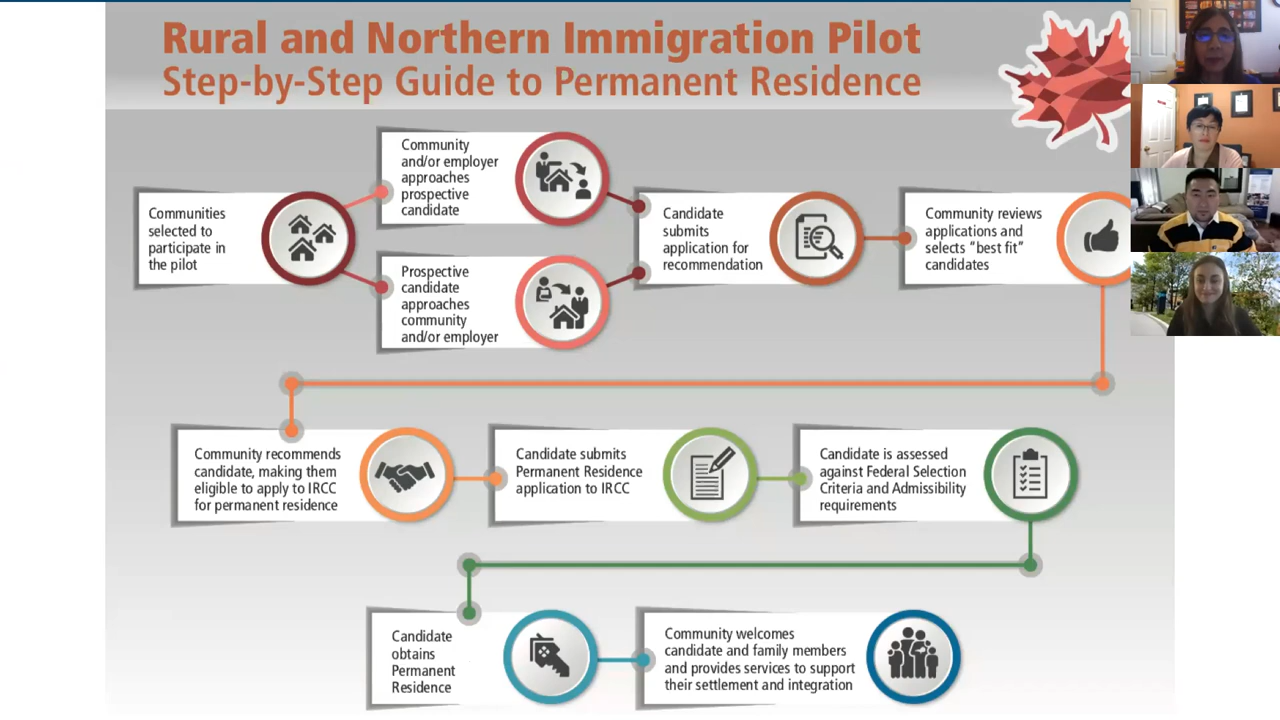 Rural and Northern Immigration Pilot
Step-by-Step Guide to Permanent Residence
Communities
selected to
participate in
the pilot
Community
and/or employer
approaches
prospective
candidate
Prospective
candidate
approaches
community
and/or employer
Candidate
submits
application for
recommendation
Community reviews
applications and
selects “best fit”
candidates
Community recommends
candidate, making them
eligible to apply to IRCC
for permanent residence
Candidate submits
Permanent Residence
application to IRCC
Candidate is assessed
against Federal Selection
Criteria and Admissibility
requirements
Candidate
obtains
Permanent
Residence
Community welcomes
candidate and family members
and provides services to support
their settlement and integration